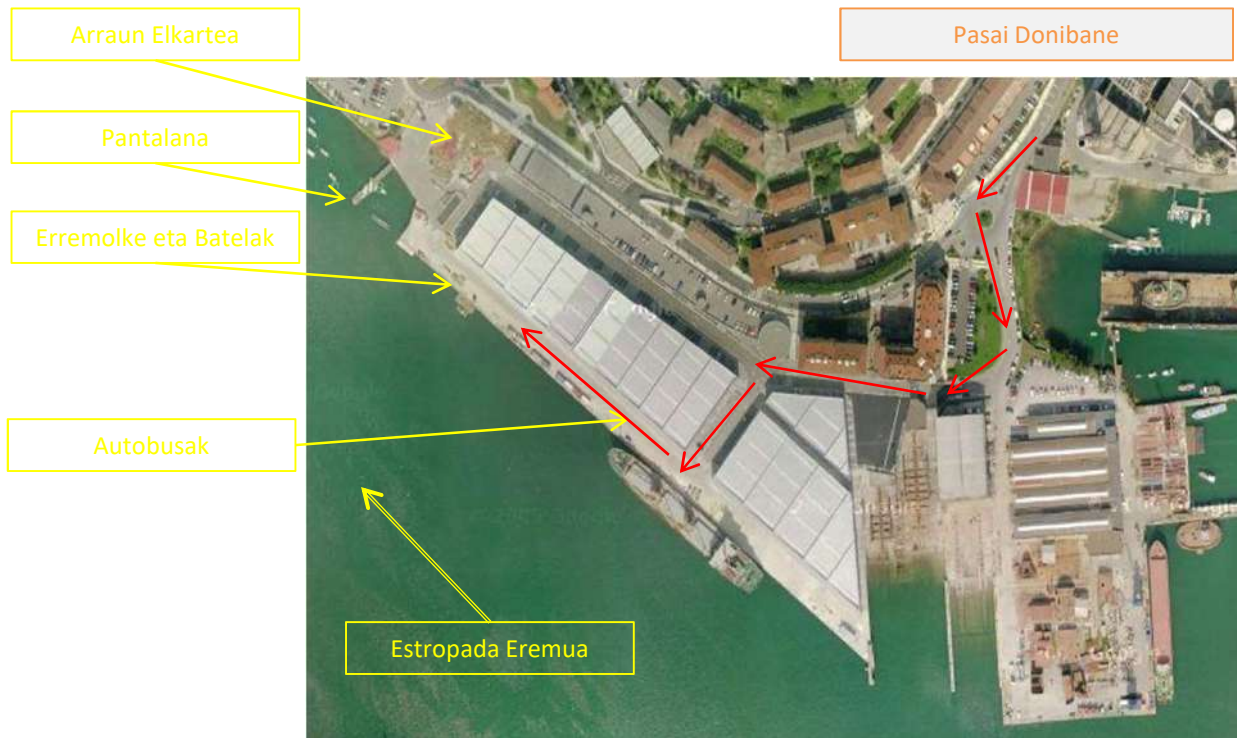 Arraun Elkartea
Pasai Donibane
Pantalana
Erremolke eta Batelak
Autobusak
Estropada Eremua